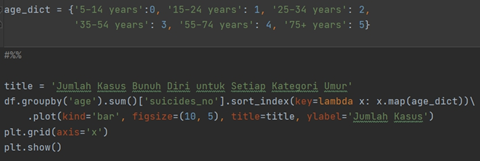 age_dict = {'5-14 years':0, '15-24 years': 1, '25-34 years': 2,
'35-54 years': 3, '55-74 years': 4, '75+ years': 5}
#%%
title = 'Jumlah Kasus Bunuh Diri untuk Setiap Kategori Umur'
df.groupby('age').sum()['suicides_no'].sort_index(key=lambda x: x.map(age_dict))\
.plot(kind='bar', figsize=(10, 5), title=title, ylabel='Jumlah Kasus')
plt.grid(axis='x')
plt.show()